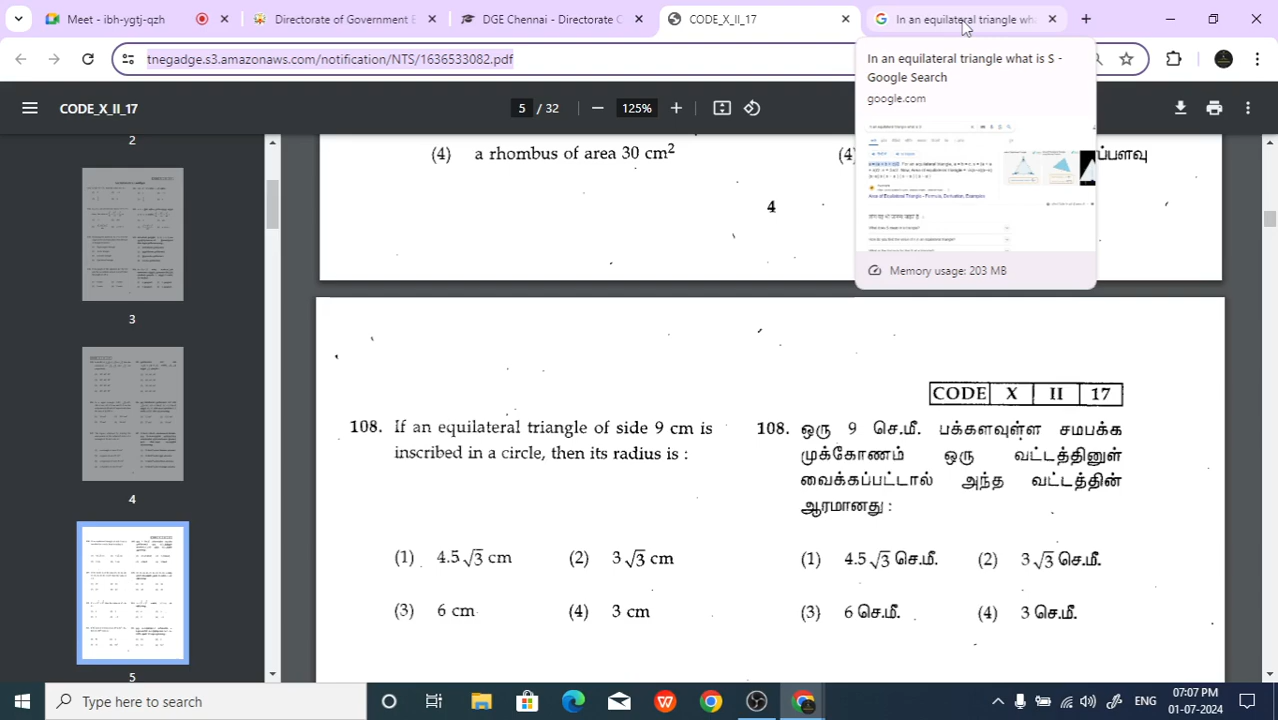 Meet - ibh-ygtj-qzh
Directorate of Government E
DGE Chennai - Directorate C
CODE_X_II_17
In an equilateral triangle wh
tnegadge.s3.amazonaws.com/notification/NTS/1636533082.pdf
In an equilateral triangle what is S -
Google Search
google.com
Memory usage: 203 MB
CODE_X_II_17
5 / 32
125%
2
3
4
5
a rhombus of area 30 cm²
(4)
ப்பளவு
4
CODE X II 17
108. If an equilateral triangle of side 9 cm is
inscribed in a circle, then its radius is :
(1) 4.5√3 cm (2) 3√3 cm
(3) 6 cm (4) 3 cm
108. ஒரு 9 செ.மீ. பக்களவுள்ள சமபக்க
முக்கோணம் ஒரு வட்டத்தினுள்
வைக்கப்பட்டால் அந்த வட்டத்தின்
ஆரமானது :
(1) 4.5√3 செ.மீ. (2) 3√3 செ.மீ.
(3) 6 செ.மீ. (4) 3 செ.மீ.
Type here to search
ENG
07:07 PM
01-07-2024